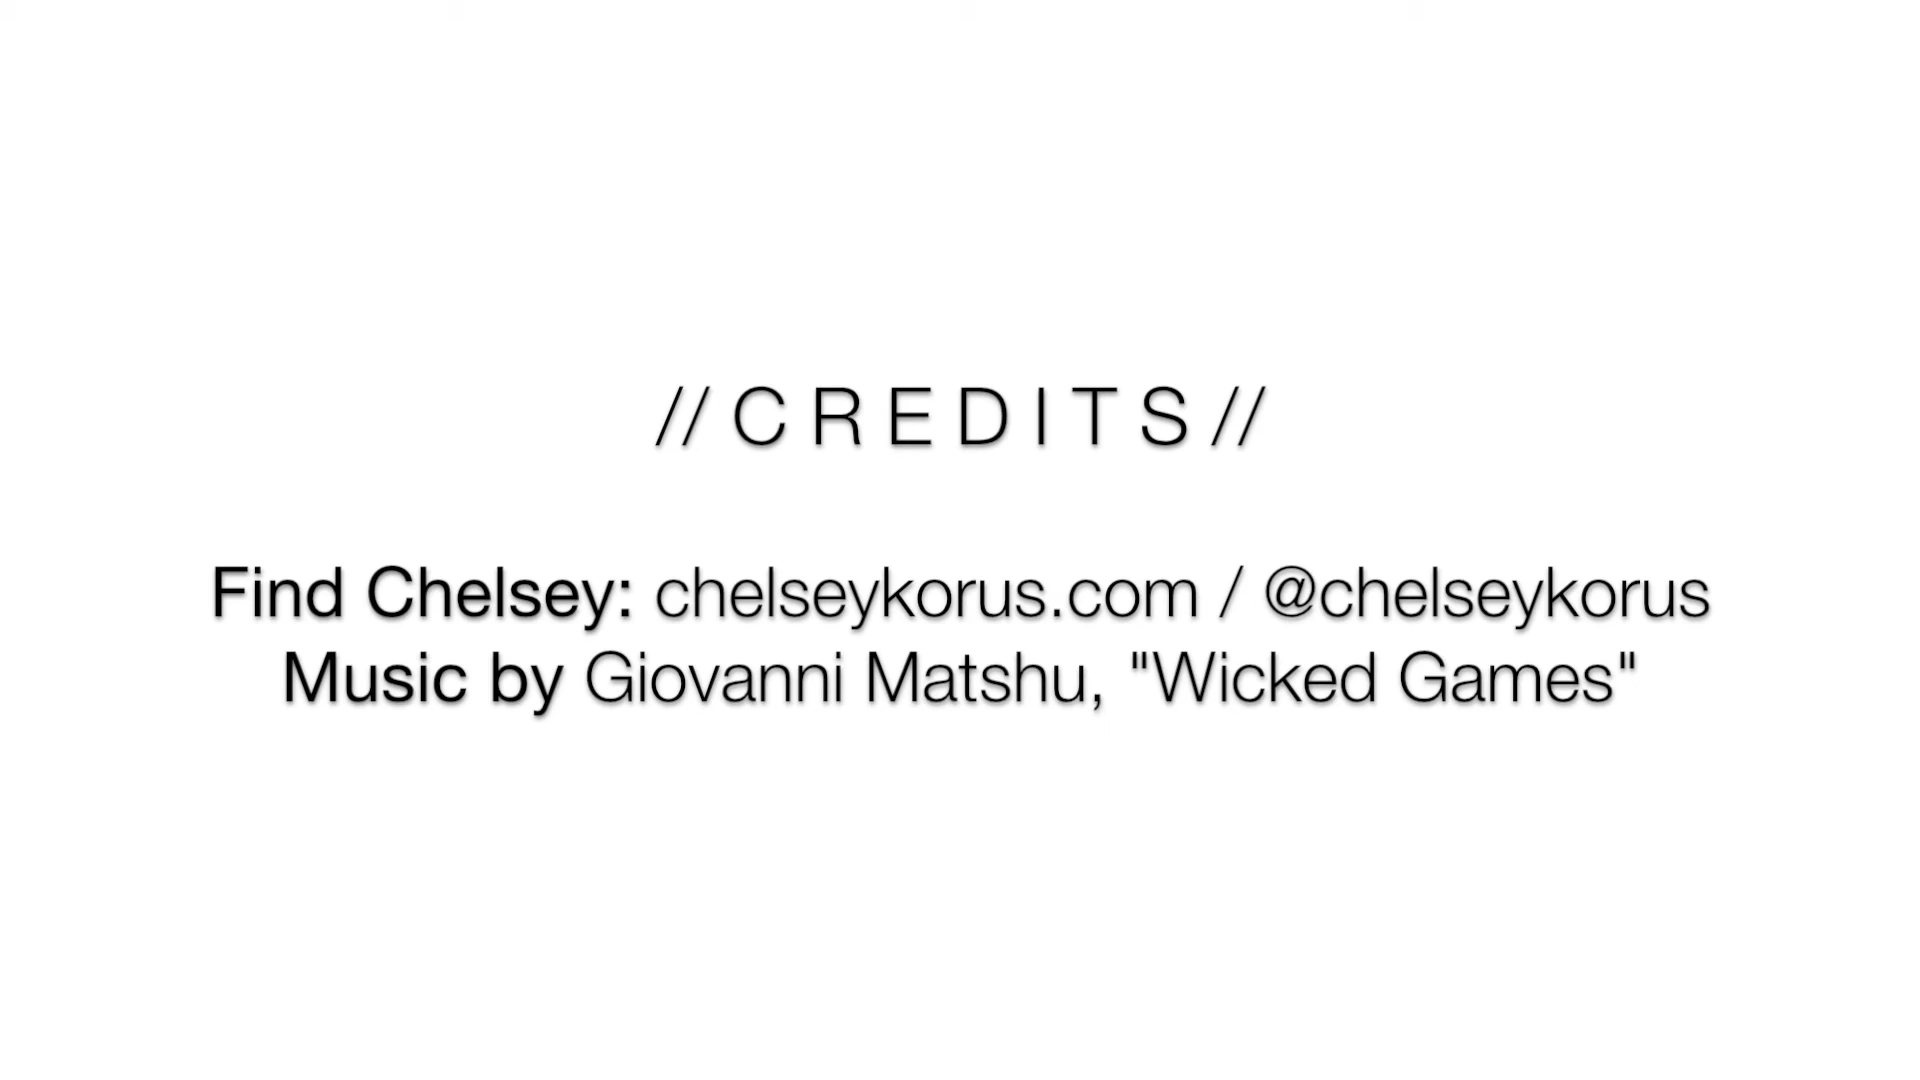 // C R E D I T S //
Find Chelsey: chelseykorus.com / @chelseykorus
Music by Giovanni Matshu, "Wicked Games"